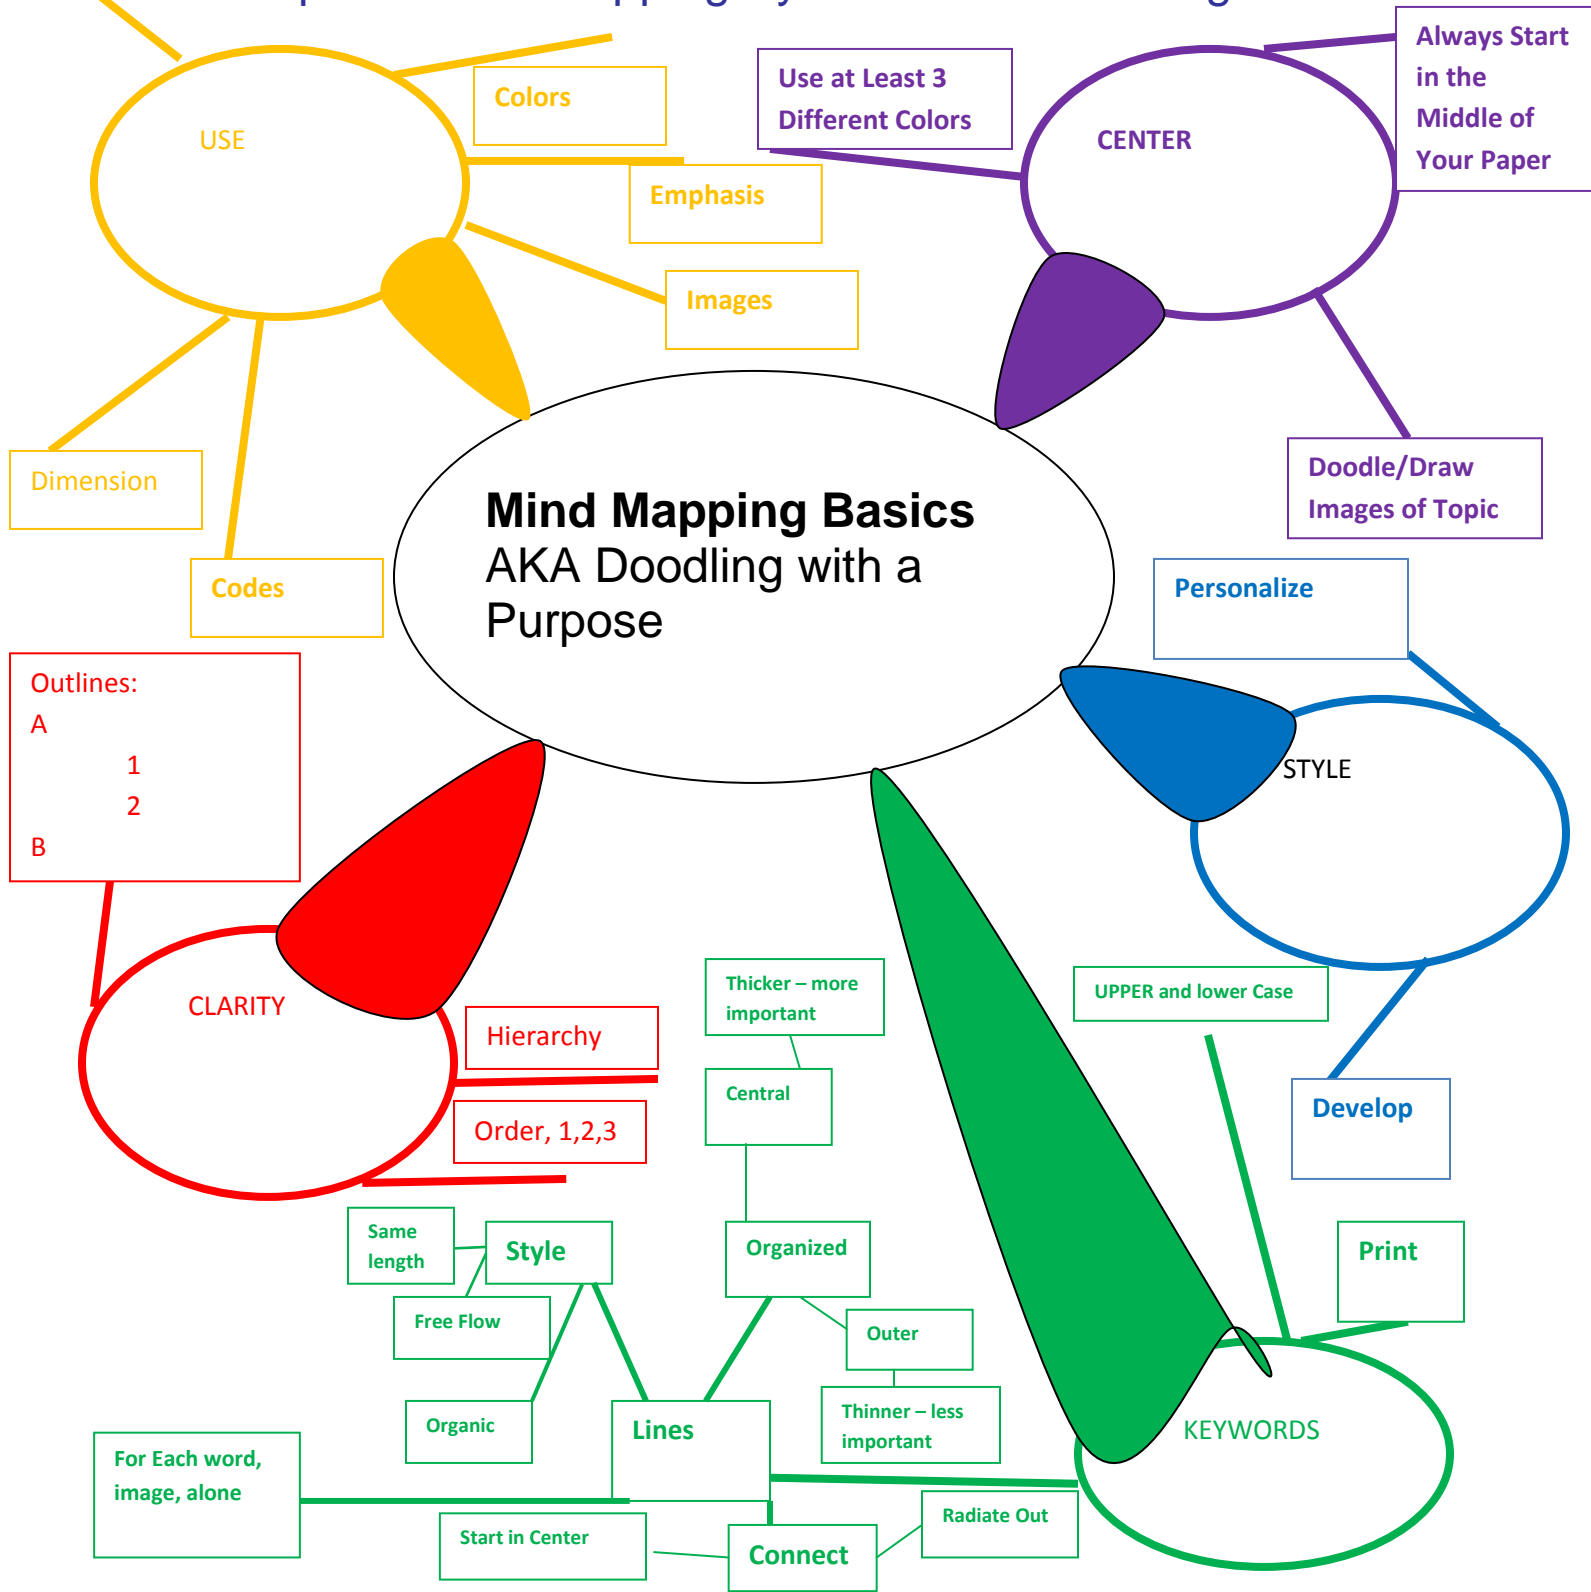 Colors
USE
Emphasis
Images
Dimension
Codes
Use at Least 3
Different Colors
CENTER
Always Start
in the
Middle of
Your Paper
Doodle/Draw
Images of Topic
Mind Mapping Basics
AKA Doodling with a
Purpose
Personalize
STYLE
Develop
Outlines:
A
1
2
B
CLARITY
Hierarchy
Order, 1,2,3
Thicker – more
important
Central
UPPER and lower Case
Print
Same
length
Style
Organized
Free Flow
Outer
Organic
Lines
Thinner – less
important
KEYWORDS
For Each word,
image, alone
Start in Center
Connect
Radiate Out